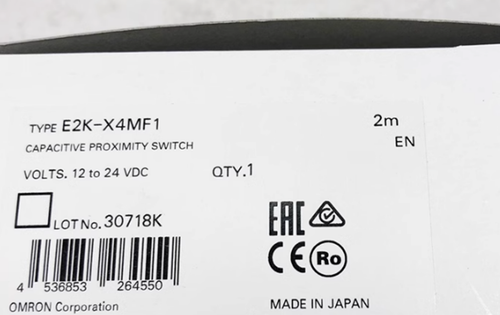 TYPE E2K-X4MF1 2m
CAPACITIVE PROXIMITY SWITCH EN
VOLTS. 12 to 24 VDC QTY.1
LOT No. 30718K
EAC
CE Ro
4 536853 264550
OMRON Corporation MADE IN JAPAN